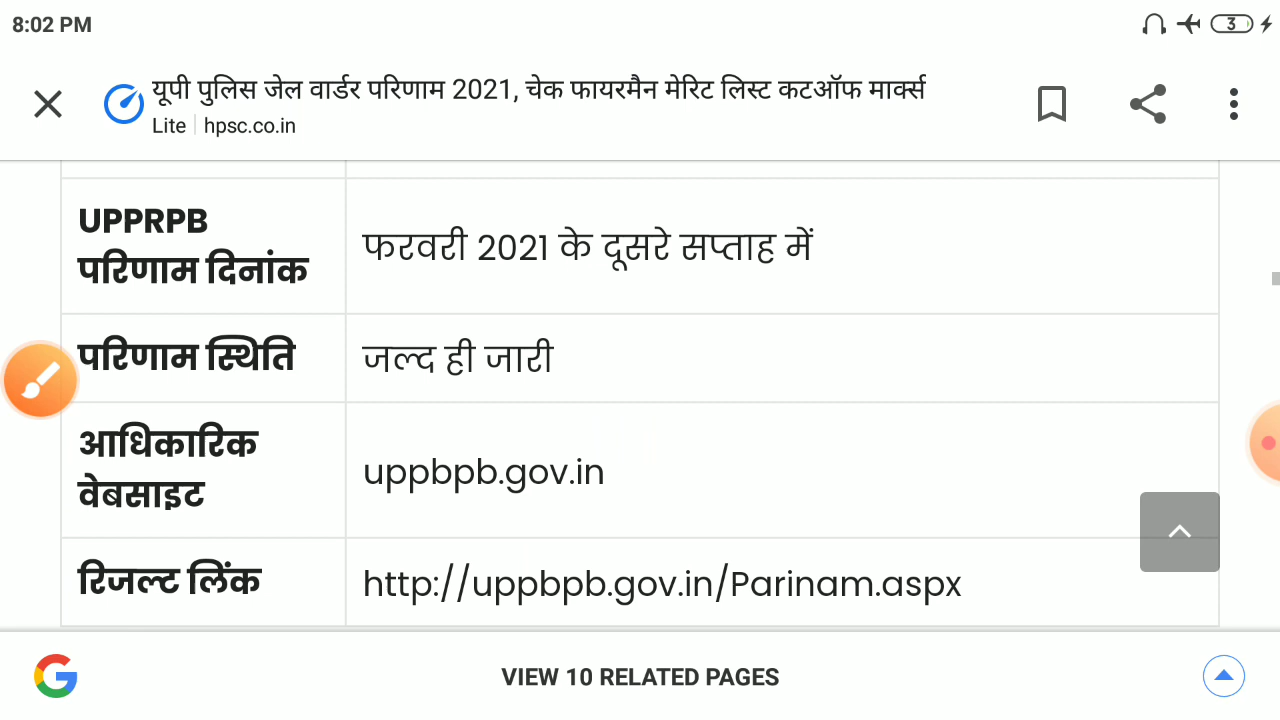 8:02 PM
3
यूपी पुलिस जेल वार्डर परिणाम 2021, चेक फायरमैन मेरिट लिस्ट कटऑफ मार्क्स
Lite hpsc.co.in
UPPRPB
परिणाम दिनांक
फरवरी 2021 के दूसरे सप्ताह में
परिणाम स्थिति
जल्द ही जारी
आधिकारिक
वेबसाइट
uppbpb.gov.in
रिजल्ट लिंक
http://uppbpb.gov.in/Parinam.aspx
VIEW 10 RELATED PAGES